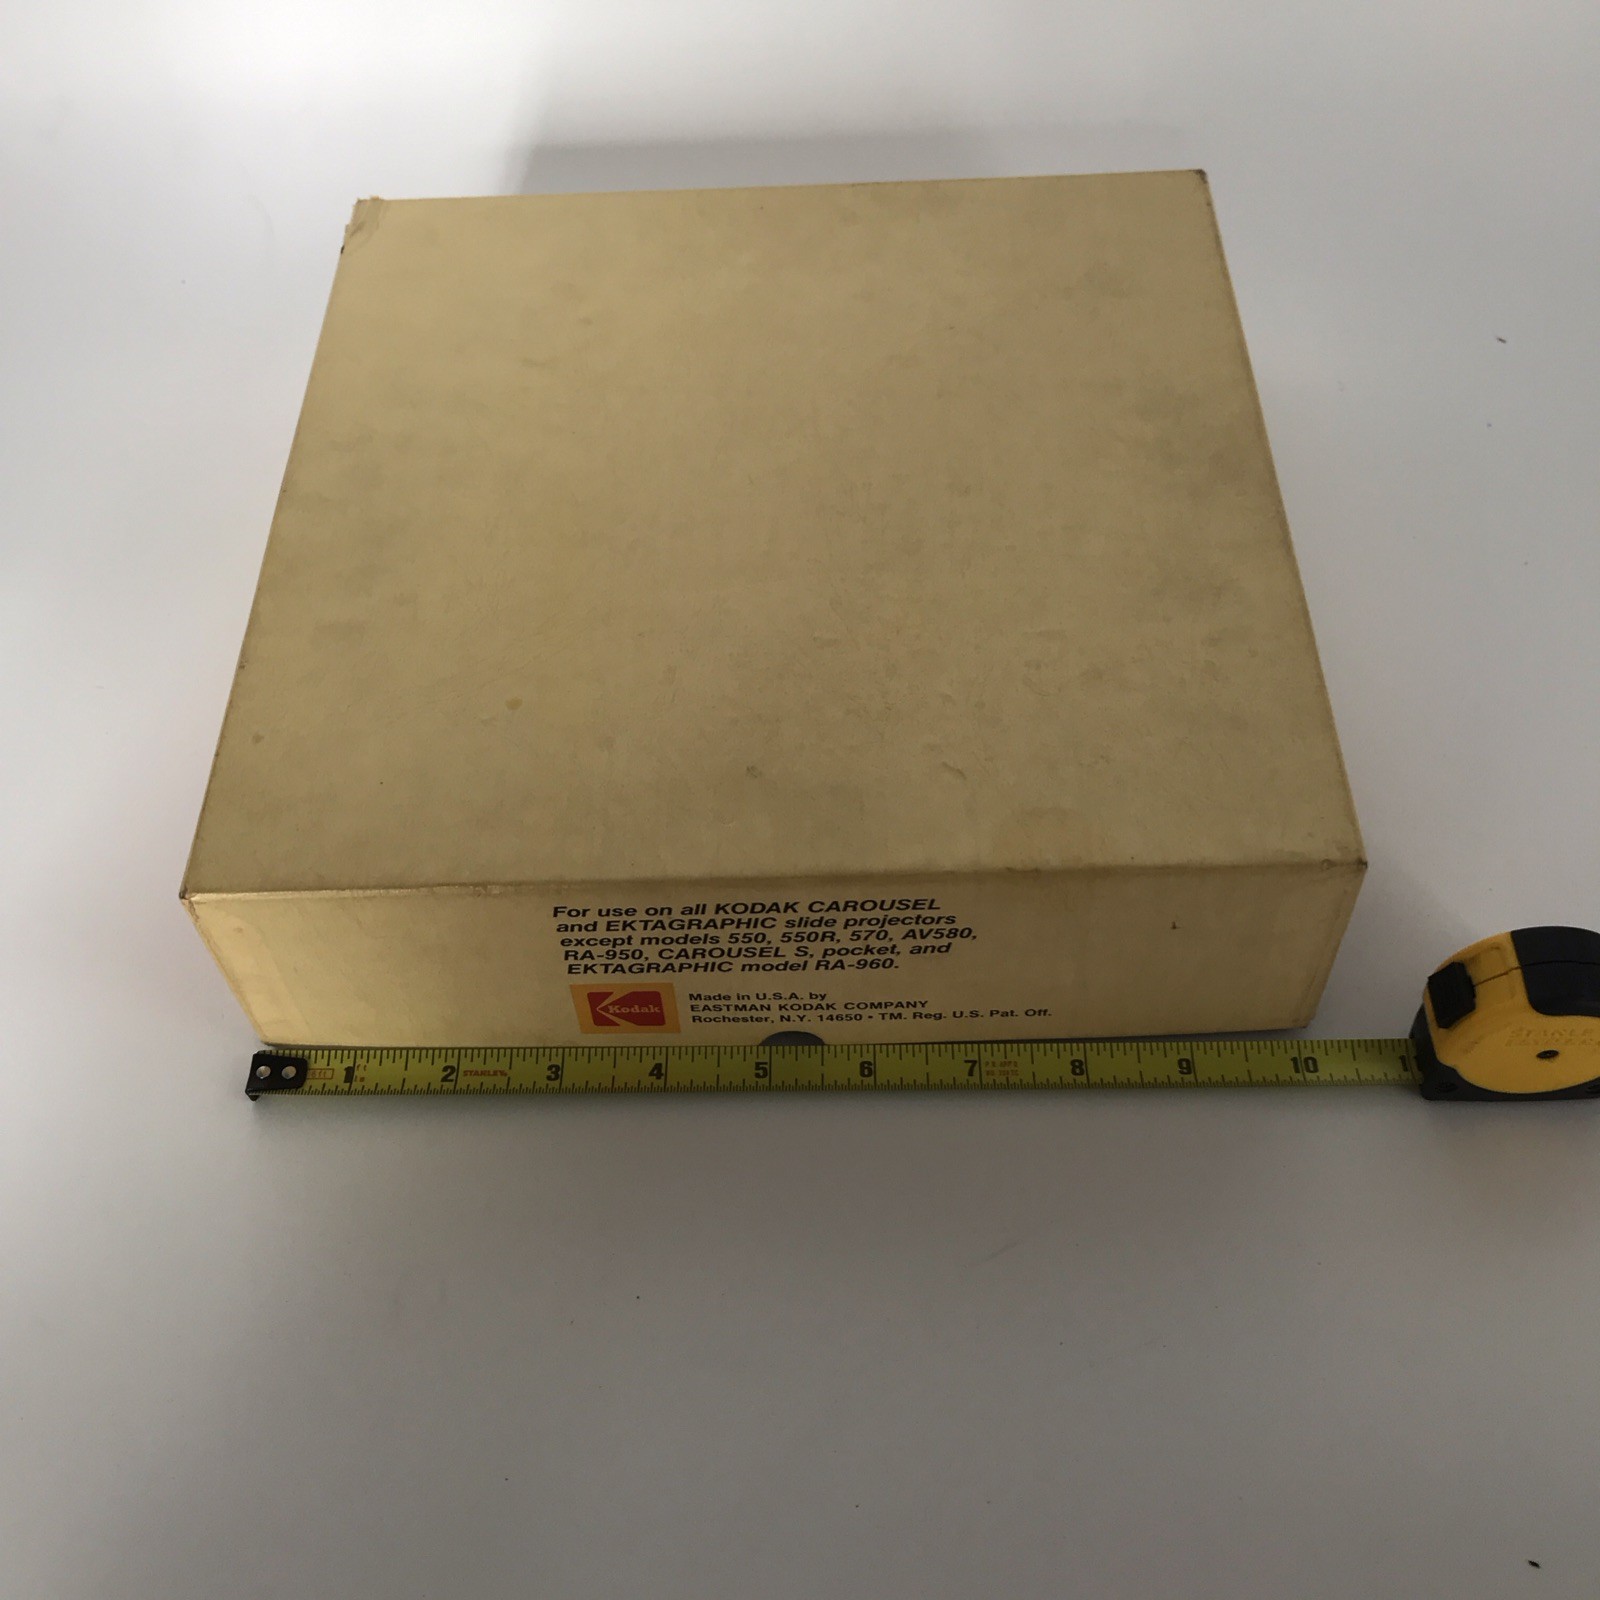 For use on all KODAK CAROUSEL
and EKTAGRAPHIC slide projectors
except models 550, 550R, 570, AV580,
RA-950, CAROUSEL S, pocket, and
EKTAGRAPHIC model RA-960.
Kodak
Made in U.S.A. by
EASTMAN KODAK COMPANY
Rochester, N.Y. 14650 • TM. Reg. U.S. Pat. Off.
1 2 STANLEY 3 4 5 6 7 8 9 10 1